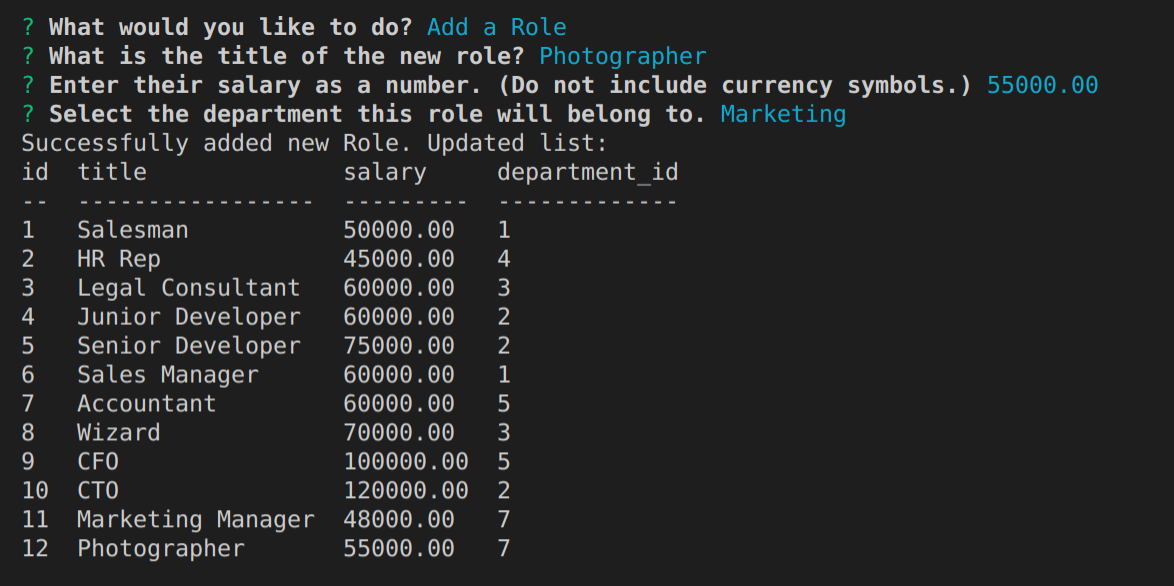 ? What would you like to do? Add a Role
? What is the title of the new role? Photographer
? Enter their salary as a number. (Do not include currency symbols.) 55000.00
? Select the department this role will belong to. Marketing
Successfully added new Role. Updated list:
id  title              salary     department_id
--  -----------------  ---------  -------------
1   Salesman           50000.00   1
2   HR Rep             45000.00   4
3   Legal Consultant   60000.00   3
4   Junior Developer   60000.00   2
5   Senior Developer   75000.00   2
6   Sales Manager      60000.00   1
7   Accountant         60000.00   5
8   Wizard             70000.00   3
9   CFO                100000.00  5
10  CTO                120000.00  2
11  Marketing Manager  48000.00   7
12  Photographer       55000.00   7